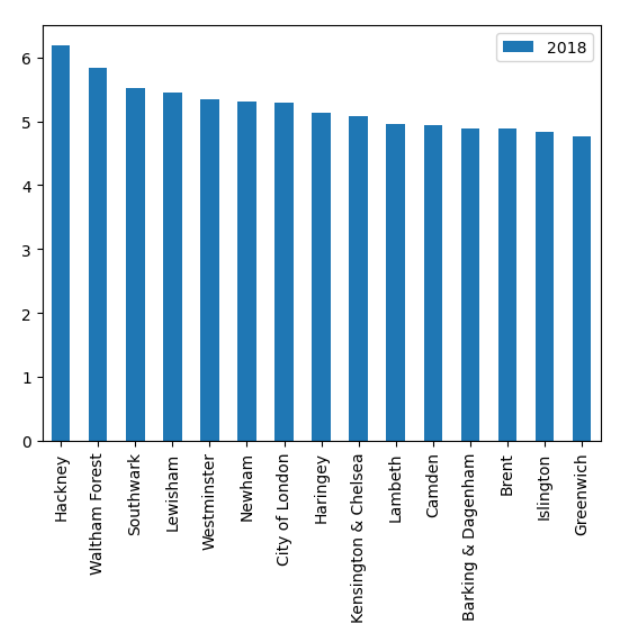 2018
6
5
4
3
2
1
0
Hackney
Waltham Forest
Southwark
Lewisham
Westminster
Newham
City of London
Haringey
Kensington & Chelsea
Lambeth
Camden
Barking & Dagenham
Brent
Islington
Greenwich